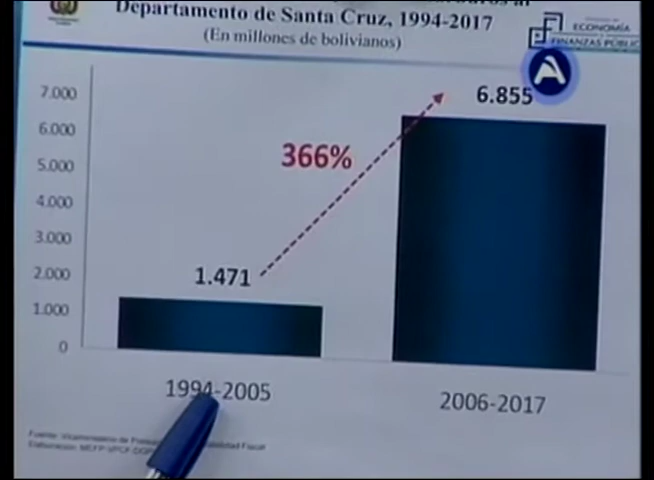 Departamento de Santa Cruz, 1994-2017
(En millones de bolivianos)
ECONOMÍA
FINANZAS PÚBLIC
A
7.000
6.000
5.000
4.000
3.000
2.000
1.000
0
366%
1.471
6.855
1994-2005
2006-2017